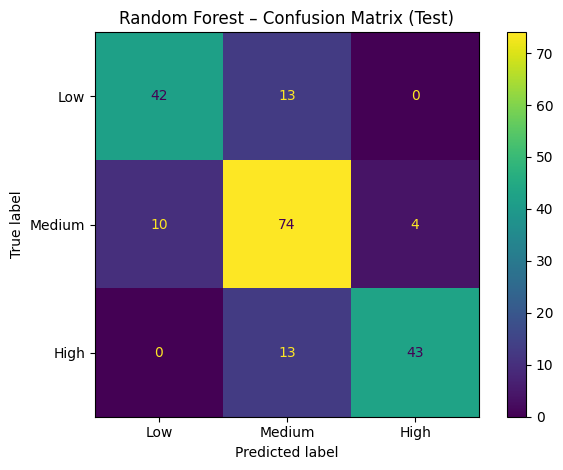 Random Forest – Confusion Matrix (Test)
True label
Low
42
13
0
Medium
10
74
4
High
0
13
43
Low
Medium
High
Predicted label
70
60
50
40
30
20
10
0